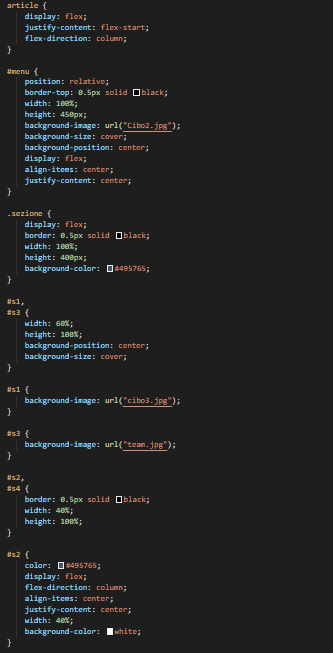 article {
display: flex;
justify-content: flex-start;
flex-direction: column;
}
#menu {
position: relative;
border-top: 0.5px solid black;
width: 100%;
height: 450px;
background-image: url("Cibo2.jpg");
background-size: cover;
background-position: center;
display: flex;
align-items: center;
justify-content: center;
}
.sezione {
display: flex;
border: 0.5px solid black;
width: 100%;
height: 400px;
background-color: #495765;
}
#s1,
#s3 {
width: 60%;
height: 100%;
background-position: center;
background-size: cover;
}
#s1 {
background-image: url("cibo3.jpg");
}
#s3 {
background-image: url("team.jpg");
}
#s2,
#s4 {
border: 0.5px solid black;
width: 40%;
height: 100%;
}
#s2 {
color: #495765;
display: flex;
flex-direction: column;
align-items: center;
justify-content: center;
width: 40%;
background-color: white;
}